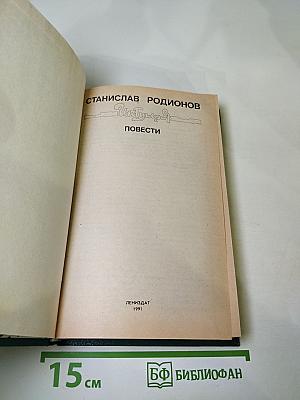 СТАНИСЛАВ РОДИОНОВ
ПОВЕСТИ
ЛЕНИЗДАТ
1991
15 см
БФ БИБЛИОФАН